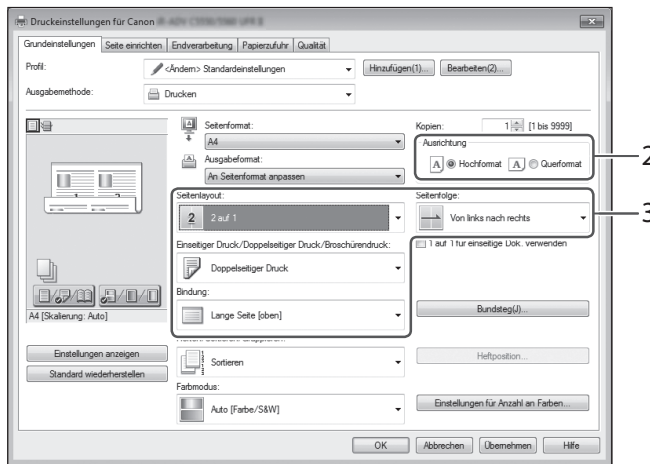 Druckeinstellungen für Canon
Grundeinstellungen Seite einrichten Endverarbeitung Papierzufuhr Qualität
Profil: <Ändern> Standardeinstellungen Hinzufügen(1)... Bearbeiten(2)...
Ausgabemethode: Drucken
Seitenformat:
A4
Ausgabeformat:
An Seitenformat anpassen
Kopien: 1 [1 bis 9999]
Ausrichtung
A Hochformat A Querformat
2
Seitenlayout:
2 2 auf 1
Seitenfolge:
Von links nach rechts
3
1 auf 1 für einseitige Dok. verwenden
Einseitiger Druck/Doppelseitiger Druck/Broschürendruck:
Doppelseitiger Druck
Bindung:
Lange Seite [oben]
Bundsteg(J)...
A4 [Skalierung: Auto]
Einstellungen anzeigen
Standard wiederherstellen
Sortieren
Heftposition...
Farbmodus:
Auto [Farbe/S&W]
Einstellungen für Anzahl an Farben...
OK Abbrechen Übernehmen Hilfe